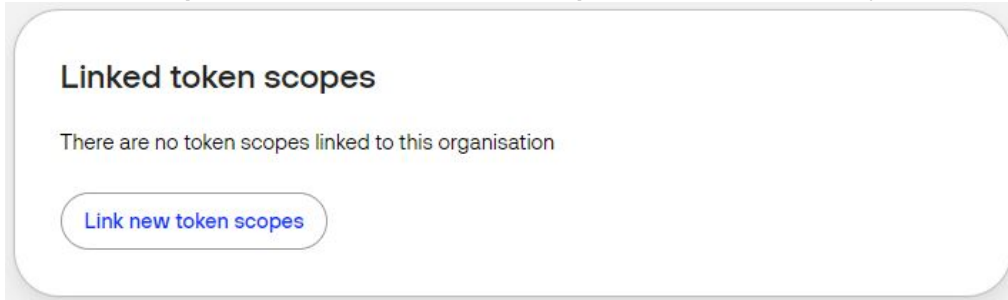 Linked token scopes
There are no token scopes linked to this organisation
Link new token scopes